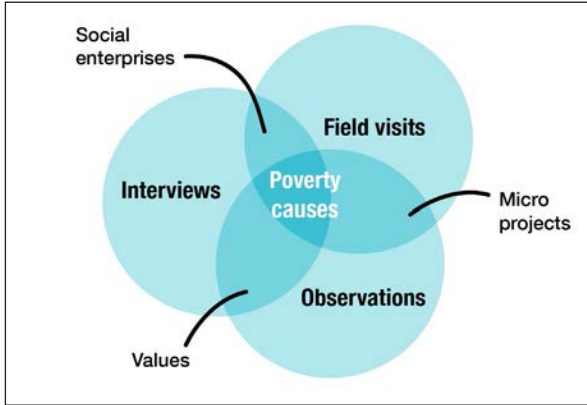 Social
enterprises
Field visits
Interviews
Poverty
causes
Micro
projects
Observations
Values